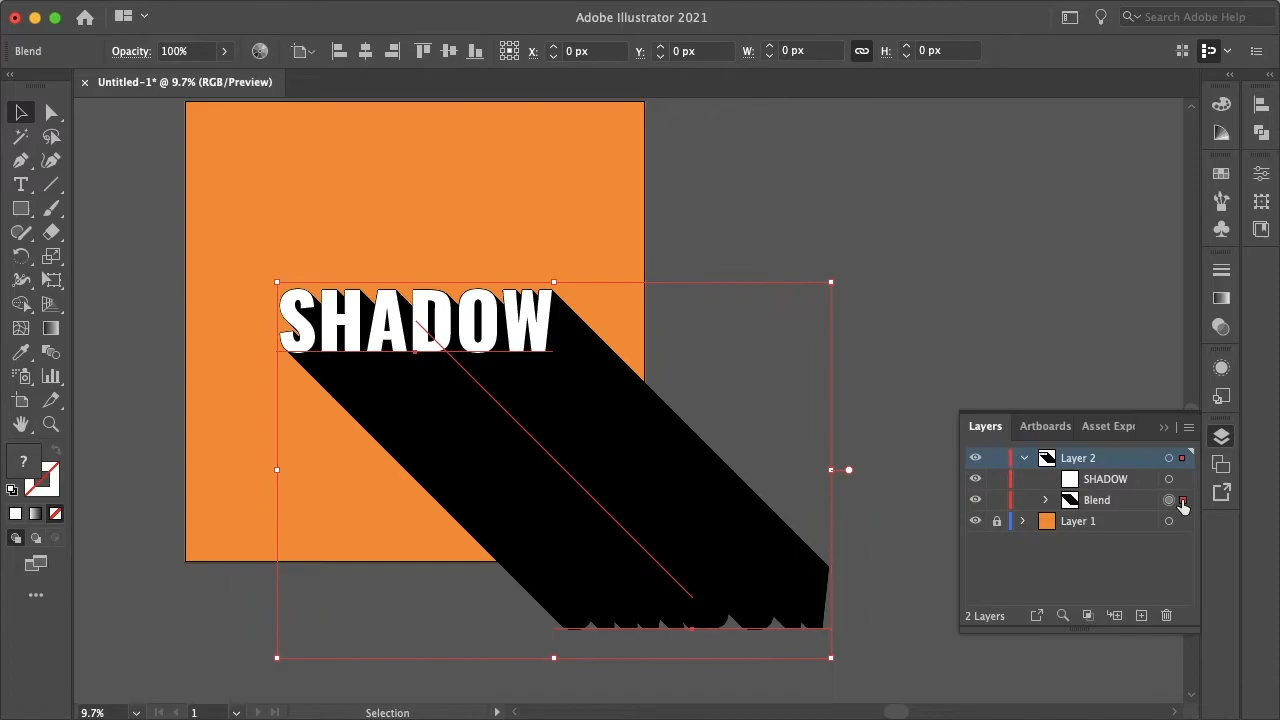 Adobe Illustrator 2021
Search Adobe Help
Blend
Opacity: 100%
X: 0 px
Y: 0 px
W: 0 px
H: 0 px
× Untitled-1* @ 9.7% (RGB/Preview)
SHADOW
?
Layers Artboards Asset Expo
Layer 2
SHADOW
Blend
Layer 1
2 Layers
9.7%
1
Selection